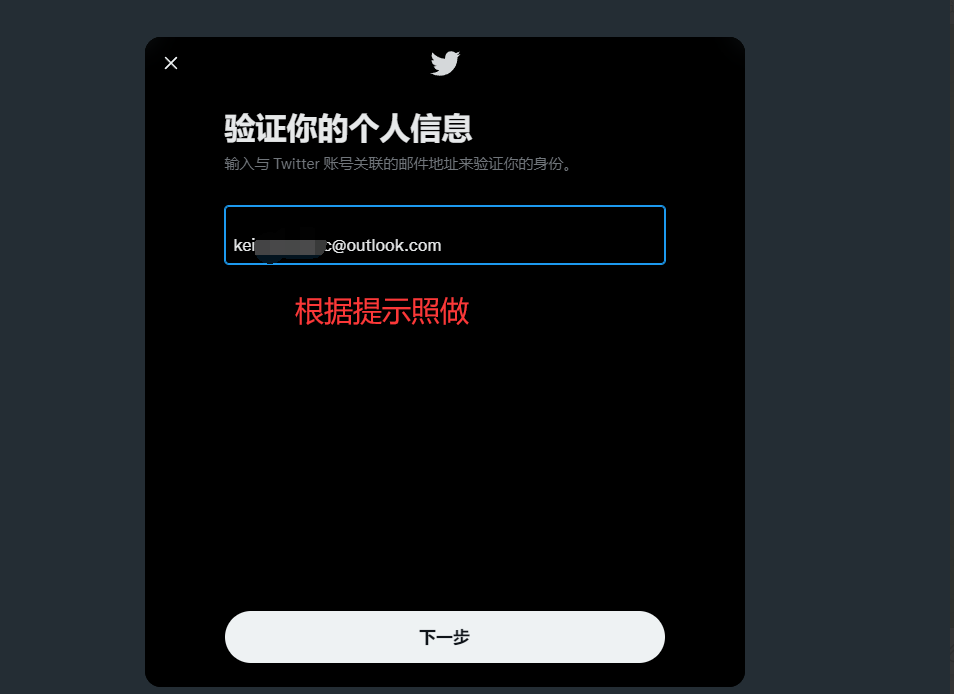 验证你的个人信息
输入与 Twitter 账号关联的邮件地址来验证你的身份。
kei c@outlook.com
根据提示照做
下一步